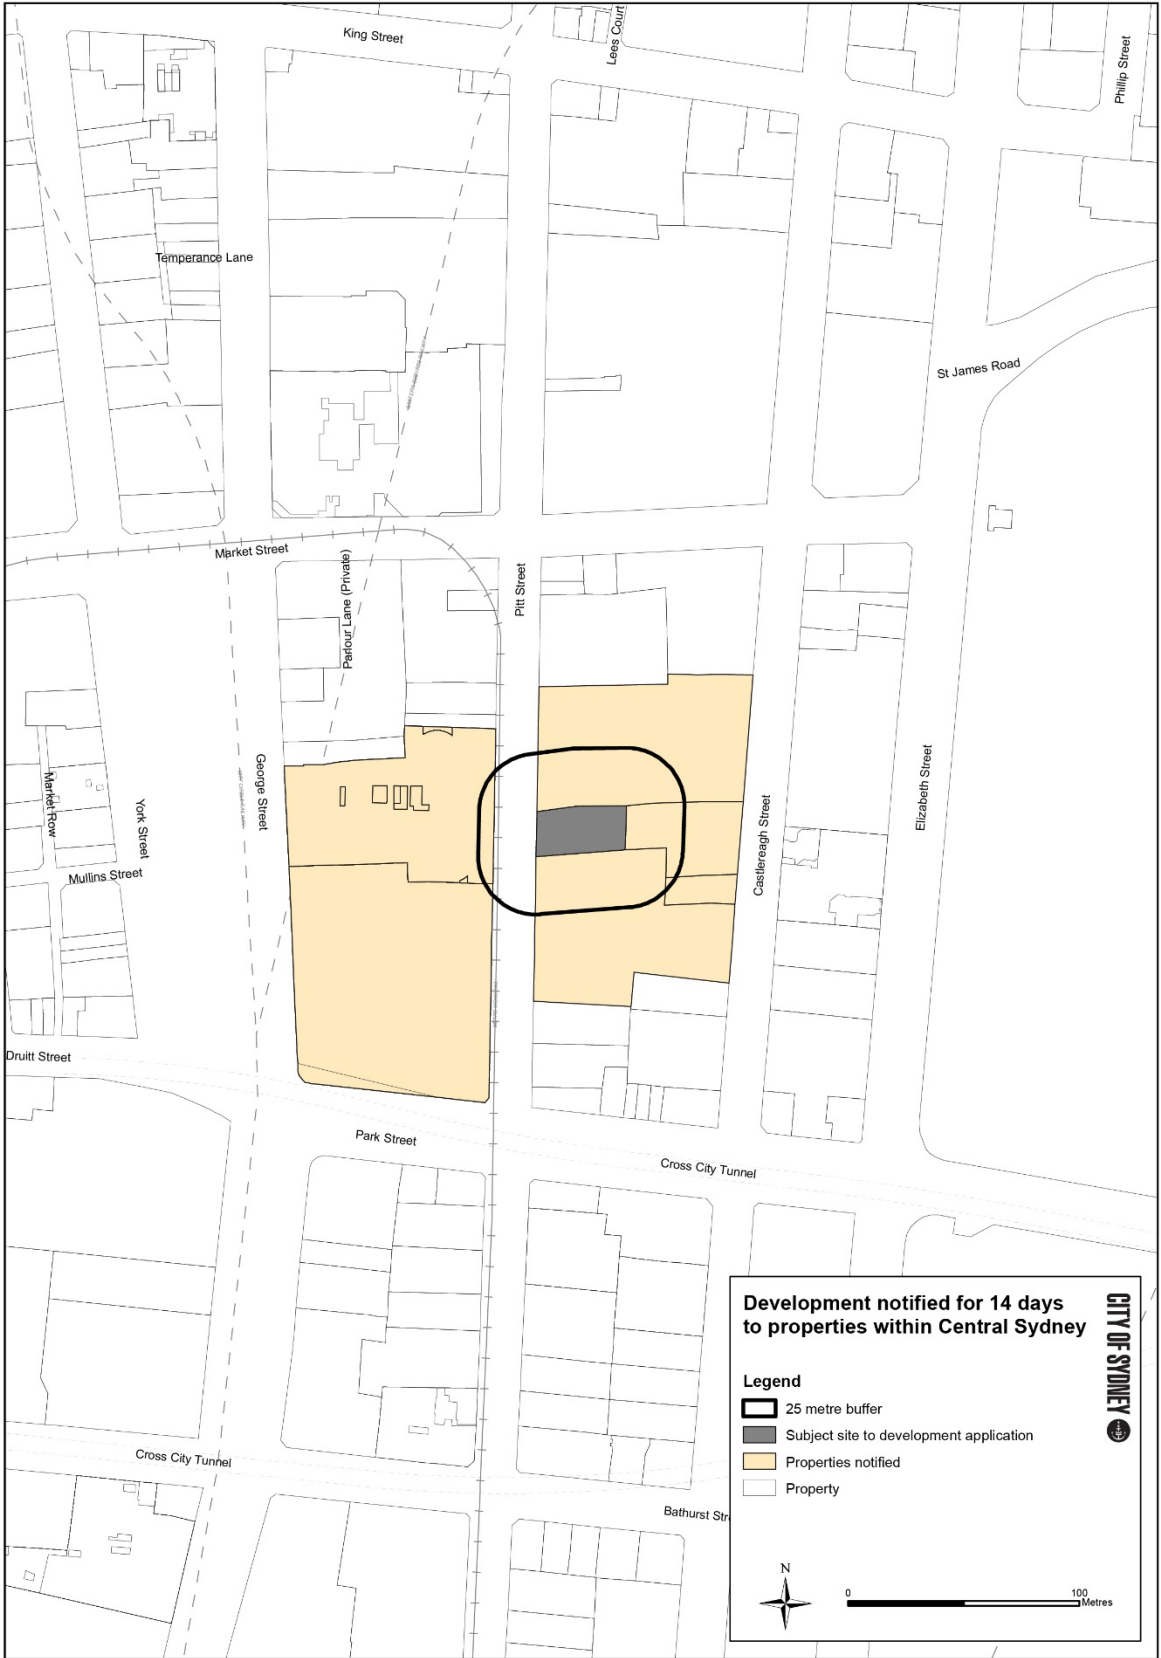 King Street
Lees Court
Phillip Street
Temperance Lane
St James Road
Market Street
Parlour Lane (Private)
Pitt Street
George Street
Market Row
York Street
Mullins Street
Castlereagh Street
Elizabeth Street
Druitt Street
Park Street
Cross City Tunnel
Cross City Tunnel
Bathurst Stre
Development notified for 14 days
to properties within Central Sydney
CITY OF SYDNEY
Legend
25 metre buffer
Subject site to development application
Properties notified
Property
N
0
100
Metres